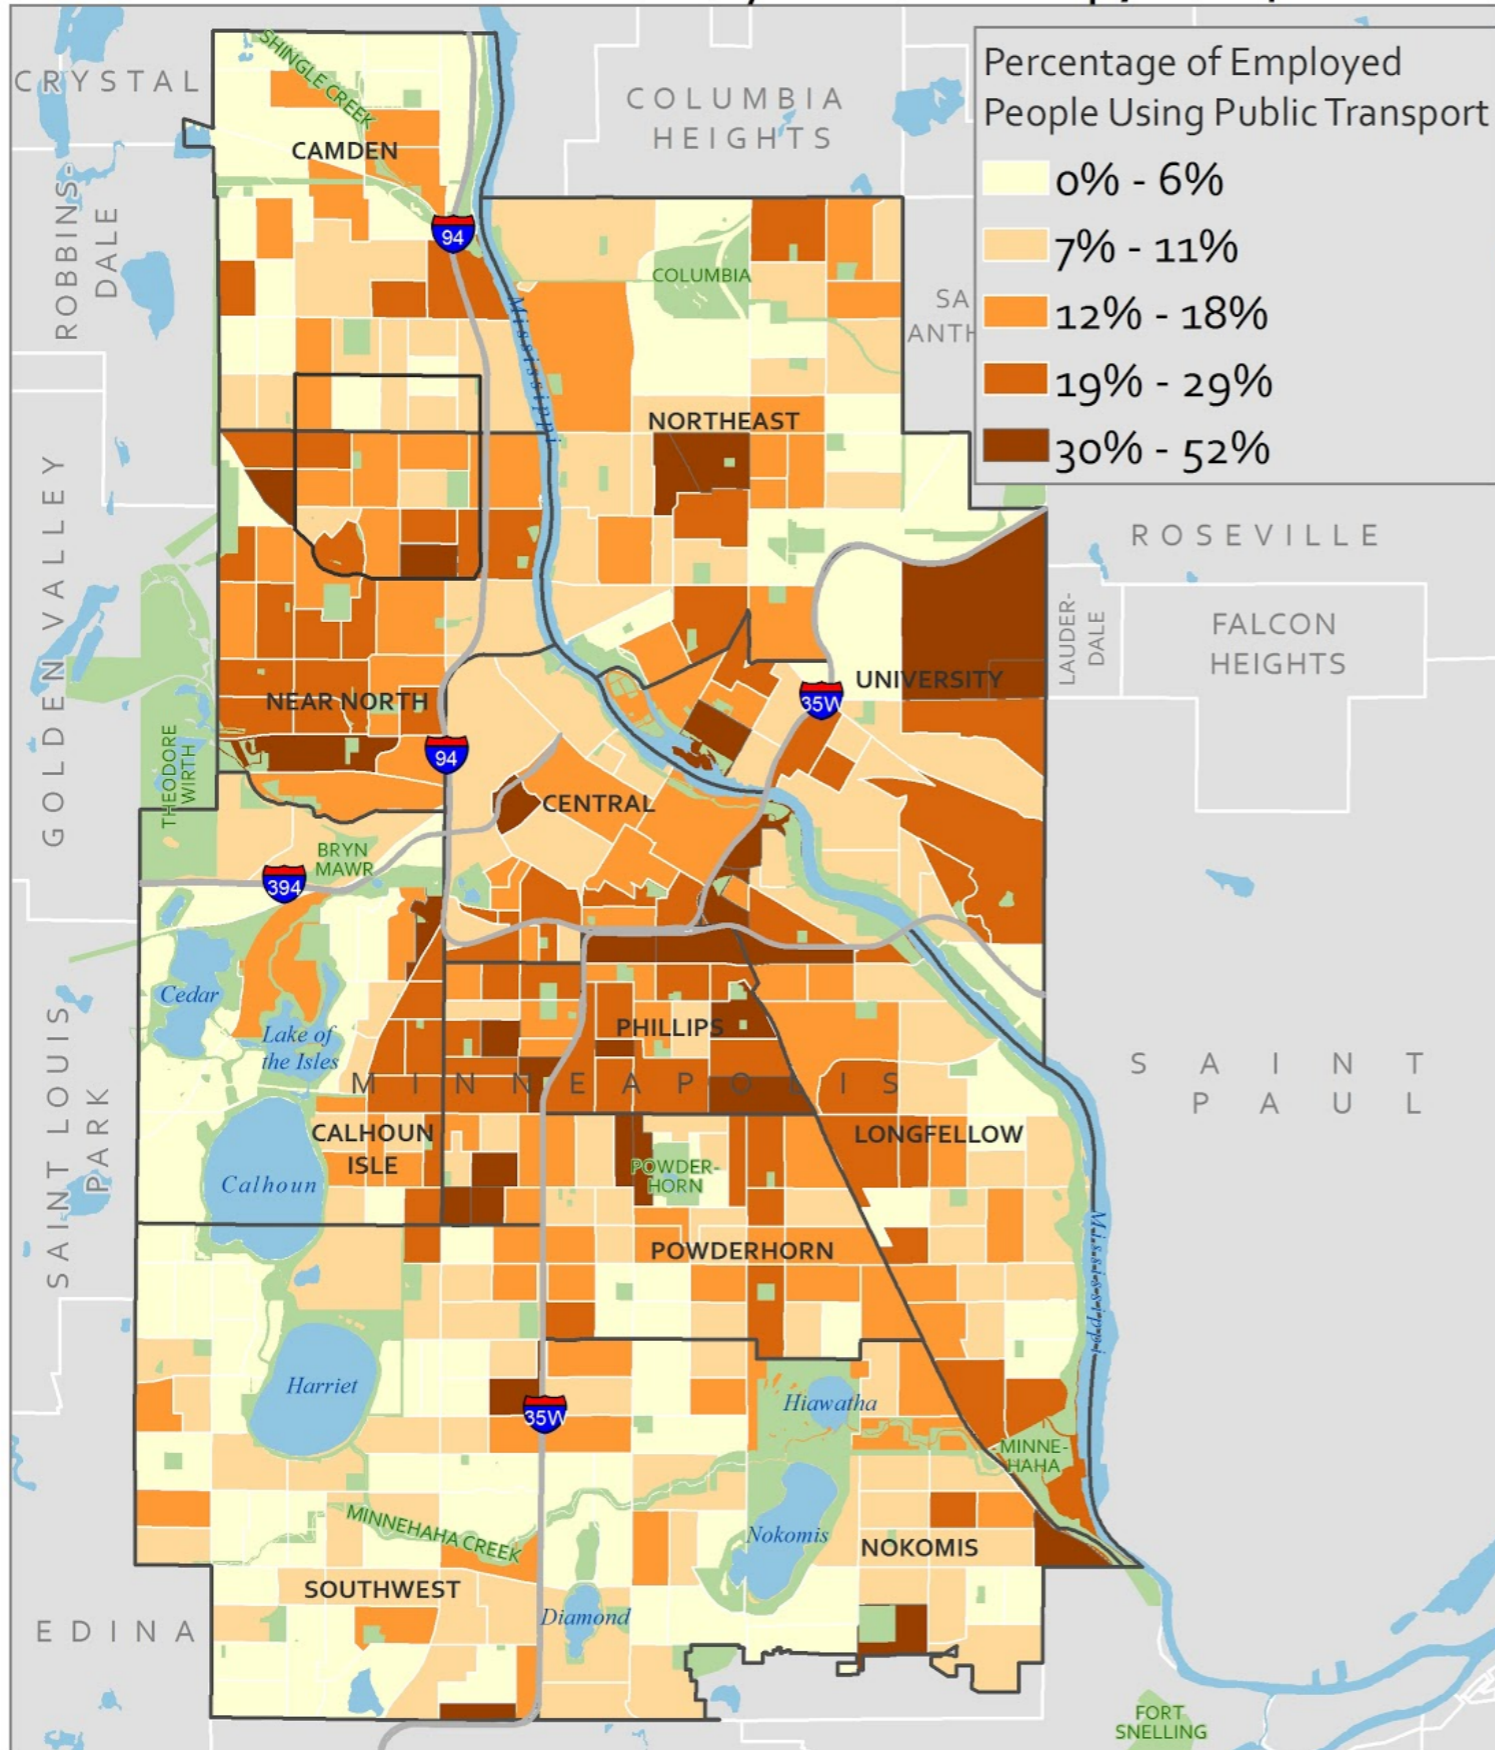 Percentage of Employed
People Using Public Transport
0% - 6%
7% - 11%
12% - 18%
19% - 29%
30% - 52%
CRYSTAL
SHINGLE CREEK
COLUMBIA
HEIGHTS
CAMDEN
ROBBINS-
DALE
94
COLUMBIA
SA
ANTH
Mississippi
NORTHEAST
GOLDEN VALLEY
ROSEVILLE
LAUDER-
DALE
FALCON
HEIGHTS
UNIVERSITY
NEAR NORTH
35W
94
THEODORE
WIRTH
CENTRAL
BRYN
MAWR
394
Cedar
Lake of
the Isles
PHILLIPS
MINNEAPOLIS
SAINT
PAUL
SAINT LOUIS
PARK
CALHOUN
ISLE
LONGFELLOW
POWDER-
HORN
Calhoun
Mississippi
POWDERHORN
Harriet
Hiawatha
35W
MINNE-
HAHA
MINNEHAHA CREEK
Nokomis
NOKOMIS
SOUTHWEST
Diamond
EDINA
FORT
SNELLING